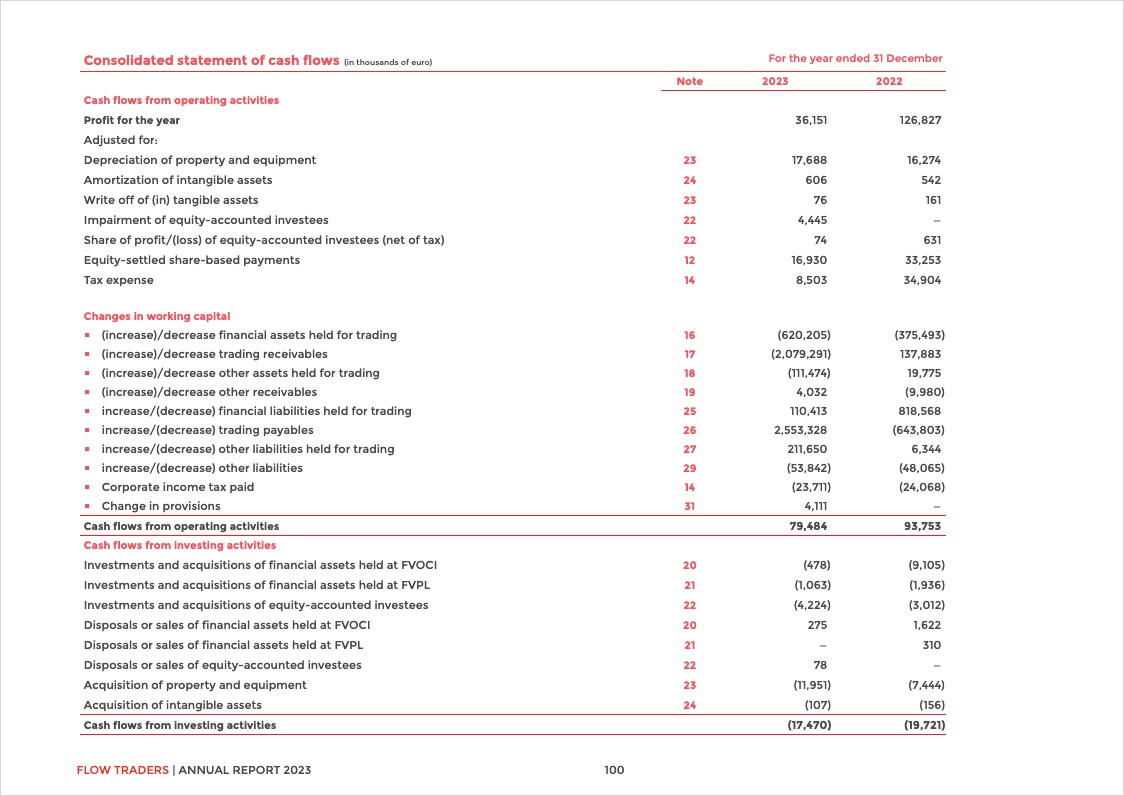 Consolidated statement of cash flows (in thousands of euro) For the year ended 31 December
Note 2023 2022
Cash flows from operating activities
Profit for the year 36,151 126,827
Adjusted for:
Depreciation of property and equipment 23 17,688 16,274
Amortization of intangible assets 24 606 542
Write off of (in) tangible assets 23 76 161
Impairment of equity-accounted investees 22 4,445 –
Share of profit/(loss) of equity-accounted investees (net of tax) 22 74 631
Equity-settled share-based payments 12 16,930 33,253
Tax expense 14 8,503 34,904
Changes in working capital
▪ (increase)/decrease financial assets held for trading 16 (620,205) (375,493)
▪ (increase)/decrease trading receivables 17 (2,079,291) 137,883
▪ (increase)/decrease other assets held for trading 18 (111,474) 19,775
▪ (increase)/decrease other receivables 19 4,032 (9,980)
▪ increase/(decrease) financial liabilities held for trading 25 110,413 818,568
▪ increase/(decrease) trading payables 26 2,553,328 (643,803)
▪ increase/(decrease) other liabilities held for trading 27 211,650 6,344
▪ increase/(decrease) other liabilities 29 (53,842) (48,065)
▪ Corporate income tax paid 14 (23,711) (24,068)
▪ Change in provisions 31 4,111 –
Cash flows from operating activities 79,484 93,753
Cash flows from investing activities
Investments and acquisitions of financial assets held at FVOCI 20 (478) (9,105)
Investments and acquisitions of financial assets held at FVPL 21 (1,063) (1,936)
Investments and acquisitions of equity-accounted investees 22 (4,224) (3,012)
Disposals or sales of financial assets held at FVOCI 20 275 1,622
Disposals or sales of financial assets held at FVPL 21 – 310
Disposals or sales of equity-accounted investees 22 78 –
Acquisition of property and equipment 23 (11,951) (7,444)
Acquisition of intangible assets 24 (107) (156)
Cash flows from investing activities (17,470) (19,721)
FLOW TRADERS | ANNUAL REPORT 2023 100